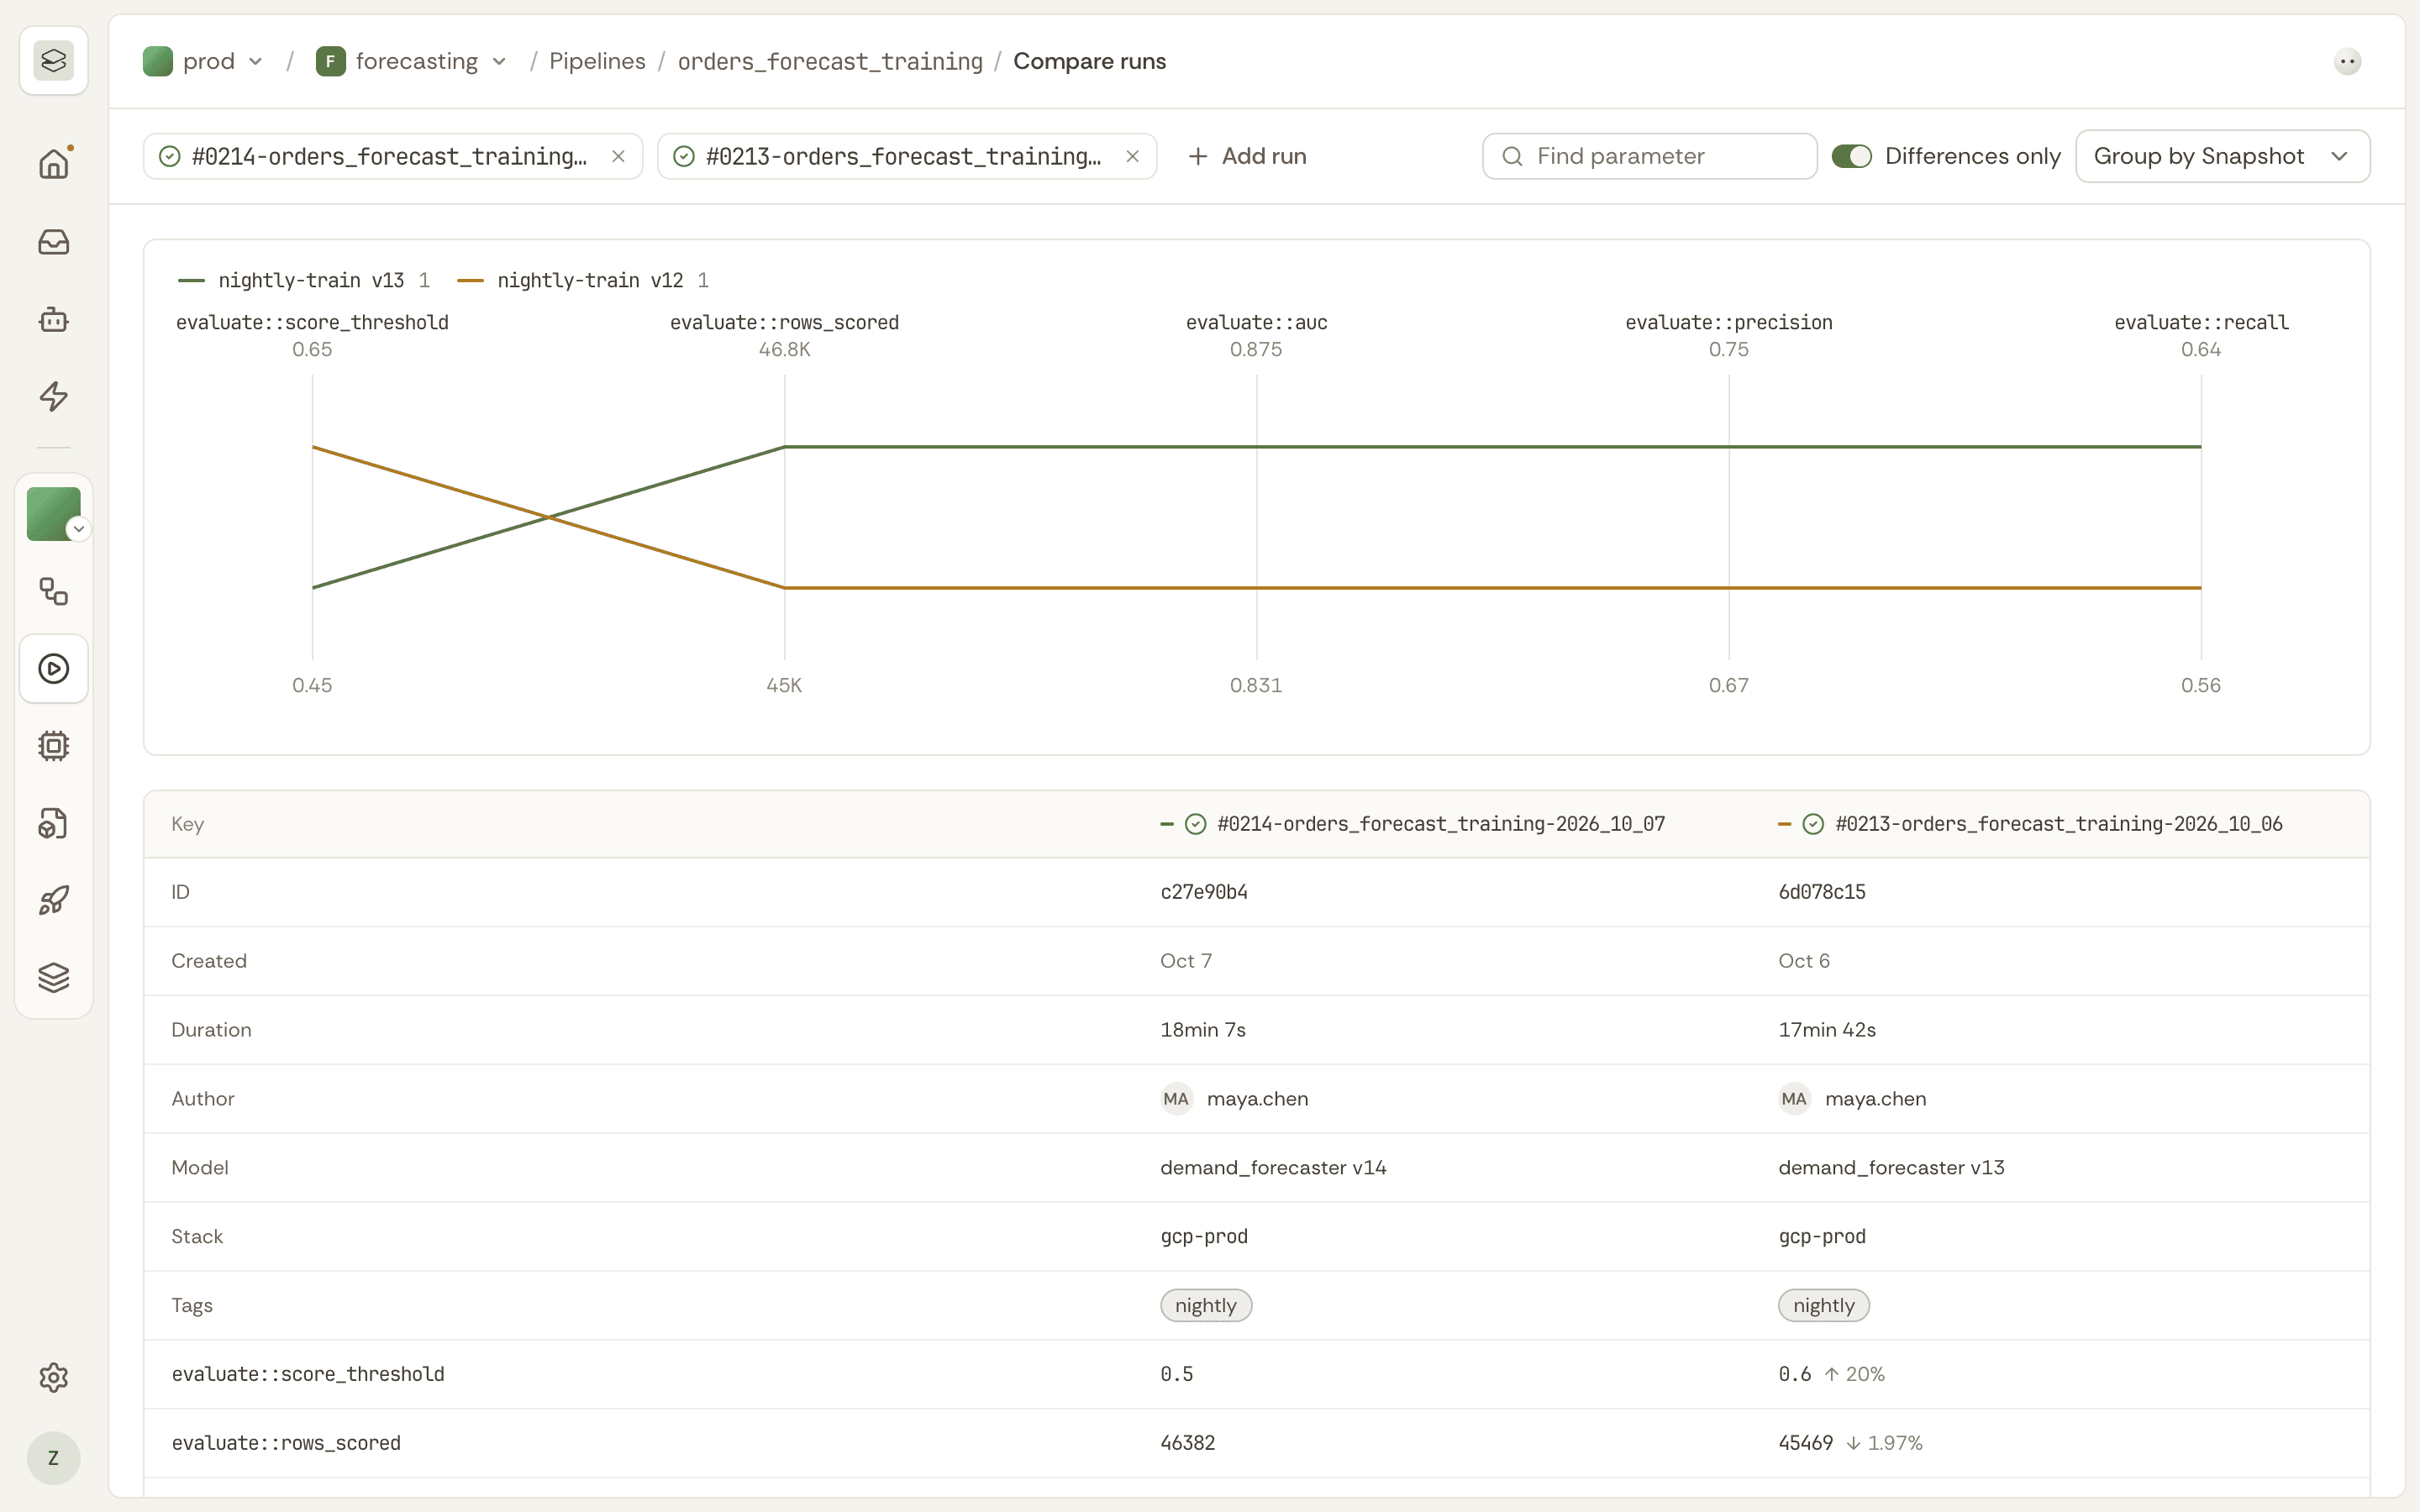 prod / F forecasting / Pipelines / orders_forecast_training / Compare runs
#0214-orders_forecast_training… #0213-orders_forecast_training… Add run Find parameter Differences only Group by Snapshot
nightly-train v13 1 nightly-train v12 1
evaluate::score_threshold evaluate::rows_scored evaluate::auc evaluate::precision evaluate::recall
0.65 46.8K 0.875 0.75 0.64
0.45 45K 0.831 0.67 0.56
Key #0214-orders_forecast_training-2026_10_07 #0213-orders_forecast_training-2026_10_06
ID c27e90b4 6d078c15
Created Oct 7 Oct 6
Duration 18min 7s 17min 42s
Author MA maya.chen MA maya.chen
Model demand_forecaster v14 demand_forecaster v13
Stack gcp-prod gcp-prod
Tags nightly nightly
evaluate::score_threshold 0.5 0.6 ↑ 20%
evaluate::rows_scored 46382 45469 ↓ 1.97%
Z